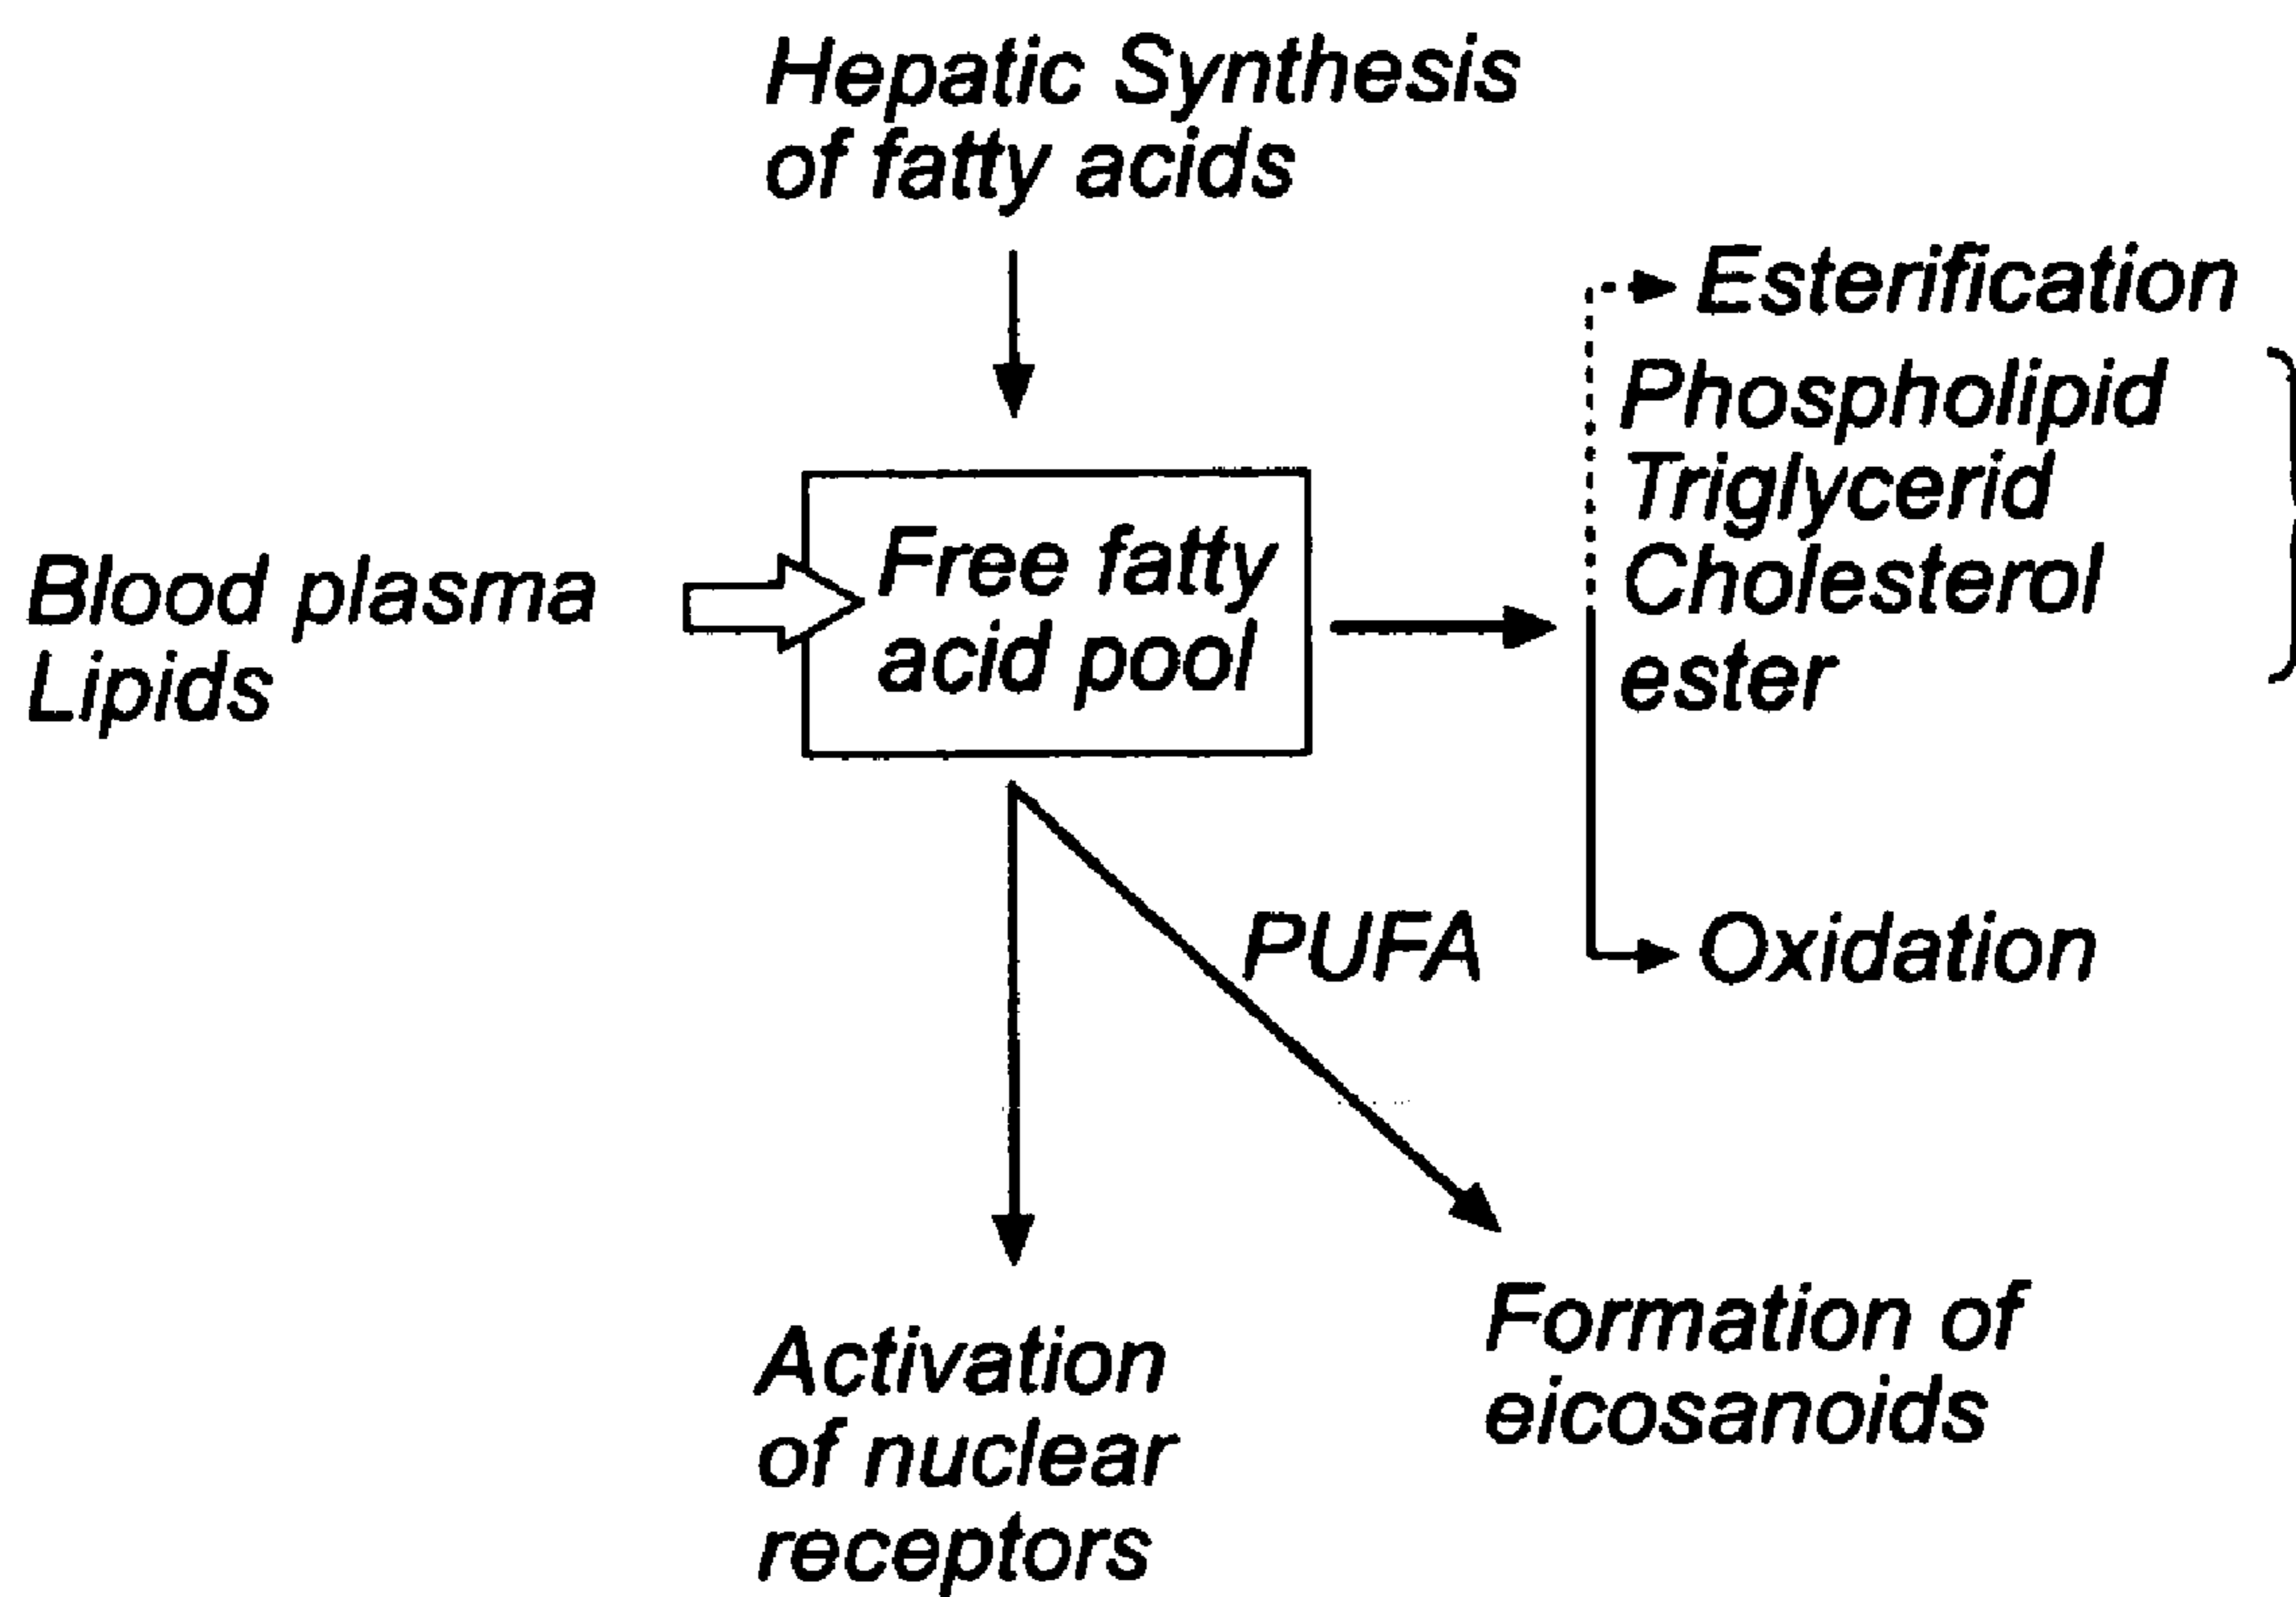 Hepatic Synthesis
of fatty acids
Blood plasma
Lipids
Free fatty
acid pool
Esterification
Phospholipid
Triglycerid
Cholesterol
ester
PUFA
Oxidation
Activation
of nuclear
receptors
Formation of
eicosanoids